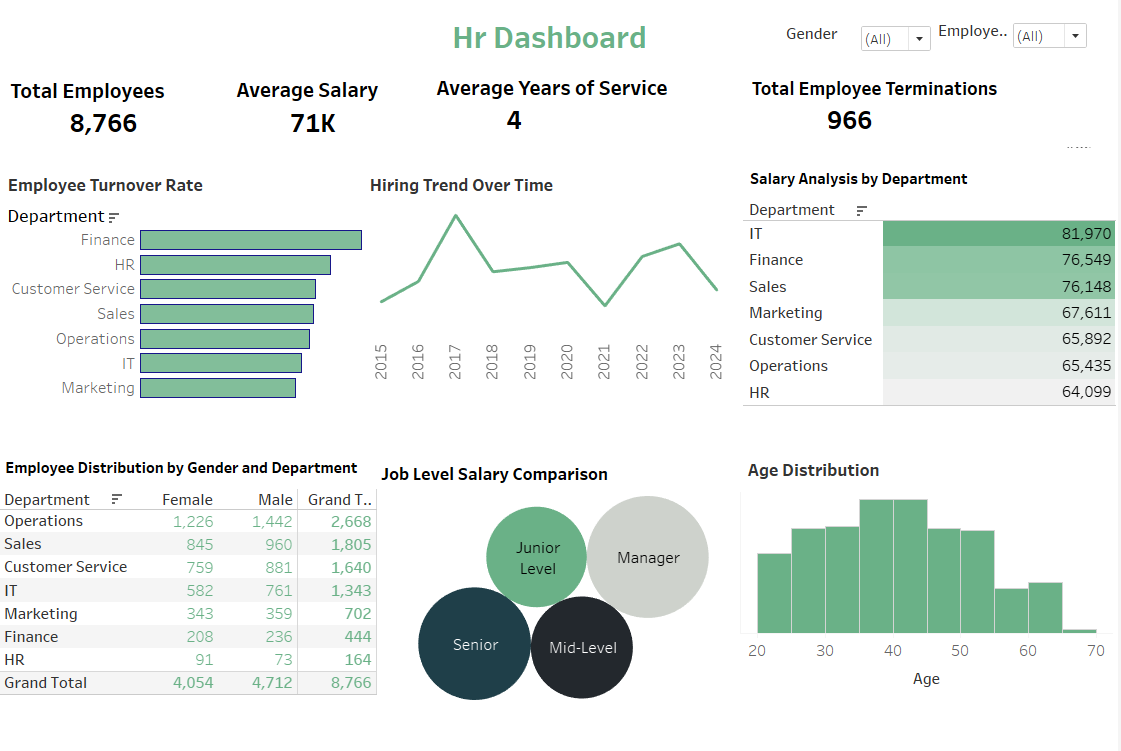 Hr Dashboard
Gender
(All)
Employe..
(All)
Total Employees
8,766
Average Salary
71K
Average Years of Service
4
Total Employee Terminations
966
Employee Turnover Rate
Department
Finance
HR
Customer Service
Sales
Operations
IT
Marketing
Hiring Trend Over Time
2015 2016 2017 2018 2019 2020 2021 2022 2023 2024
Salary Analysis by Department
Department
IT 81,970
Finance 76,549
Sales 76,148
Marketing 67,611
Customer Service 65,892
Operations 65,435
HR 64,099
Employee Distribution by Gender and Department
Department Female Male Grand T..
Operations 1,226 1,442 2,668
Sales 845 960 1,805
Customer Service 759 881 1,640
IT 582 761 1,343
Marketing 343 359 702
Finance 208 236 444
HR 91 73 164
Grand Total 4,054 4,712 8,766
Job Level Salary Comparison
Junior
Level
Manager
Senior
Mid-Level
Age Distribution
20 30 40 50 60 70
Age